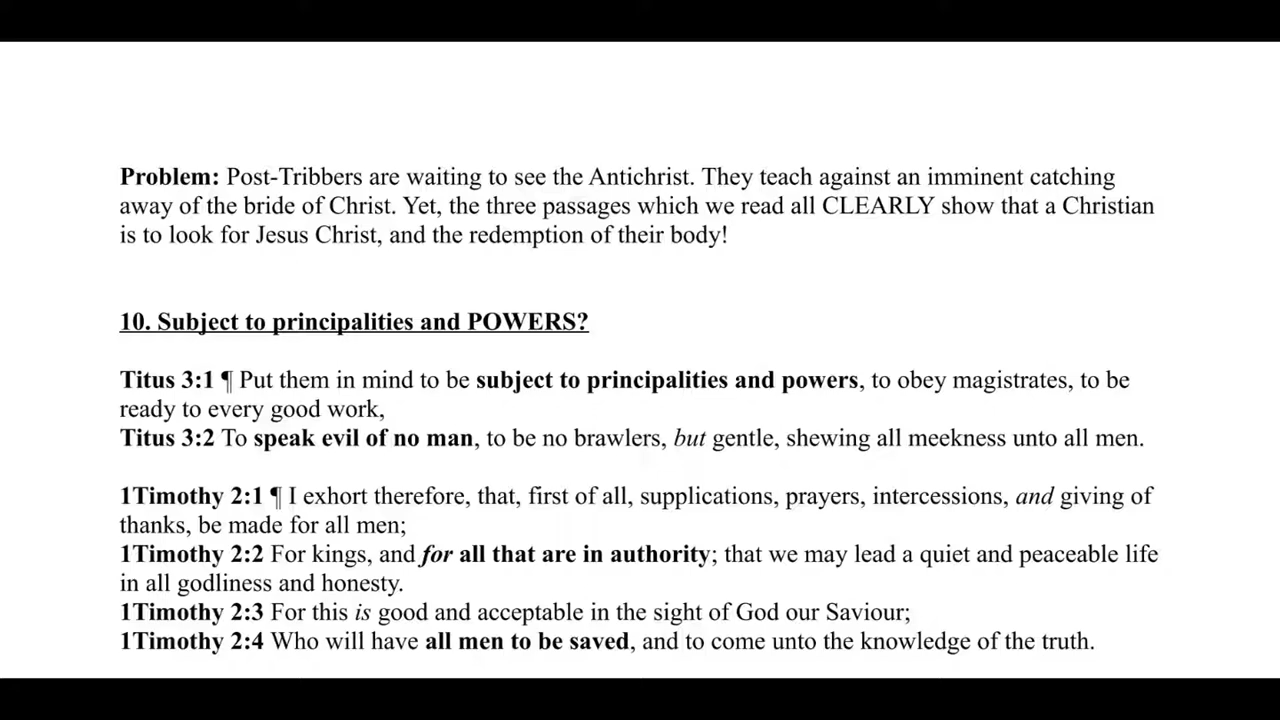 Problem: Post-Tribbers are waiting to see the Antichrist. They teach against an imminent catching
away of the bride of Christ. Yet, the three passages which we read all CLEARLY show that a Christian
is to look for Jesus Christ, and the redemption of their body!
10. Subject to principalities and POWERS?
Titus 3:1 ¶ Put them in mind to be subject to principalities and powers, to obey magistrates, to be
ready to every good work,
Titus 3:2 To speak evil of no man, to be no brawlers, but gentle, shewing all meekness unto all men.
1Timothy 2:1 ¶ I exhort therefore, that, first of all, supplications, prayers, intercessions, and giving of
thanks, be made for all men;
1Timothy 2:2 For kings, and for all that are in authority; that we may lead a quiet and peaceable life
in all godliness and honesty.
1Timothy 2:3 For this is good and acceptable in the sight of God our Saviour;
1Timothy 2:4 Who will have all men to be saved, and to come unto the knowledge of the truth.